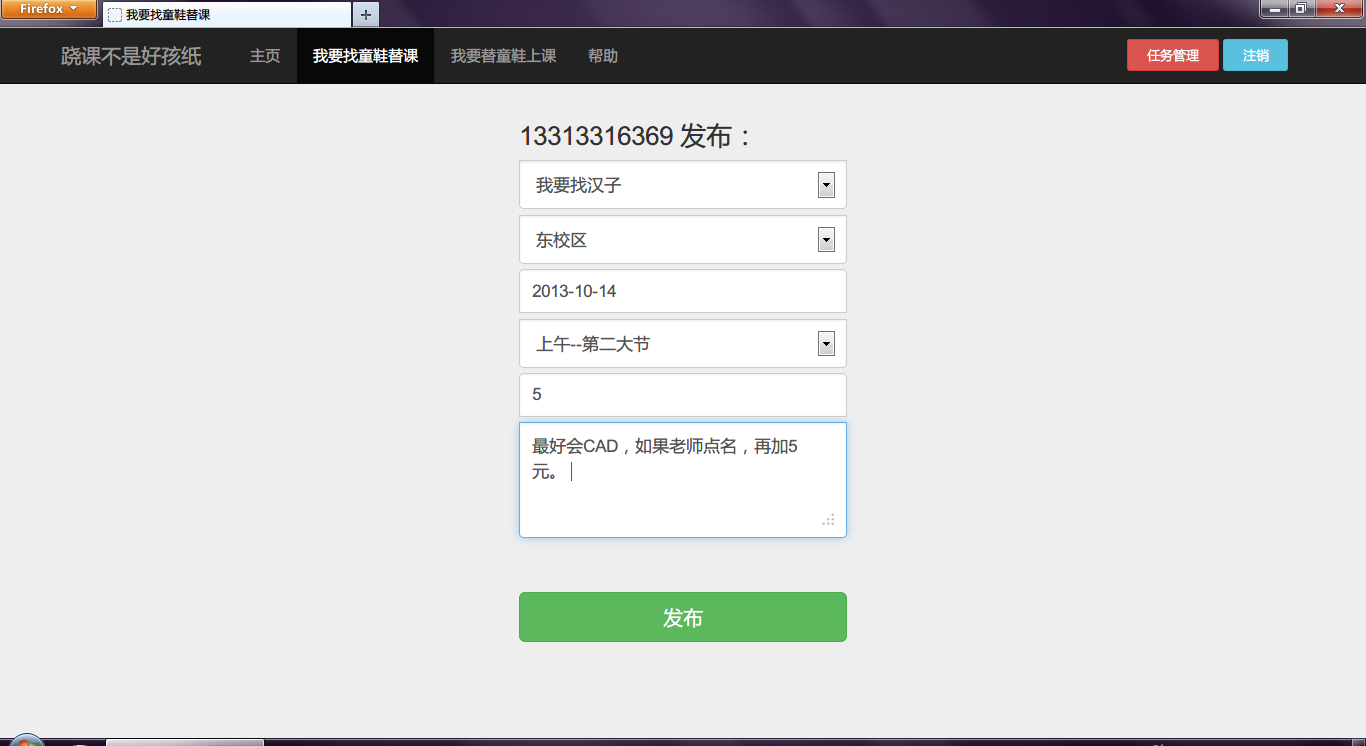 Firefox
我要找童鞋替课
跷课不是好孩纸 主页 我要找童鞋替课 我要替童鞋上课 帮助 任务管理 注销
13313316369 发布：
我要找汉子
东校区
2013-10-14
上午--第二大节
5
最好会CAD，如果老师点名，再加5
元。
发布